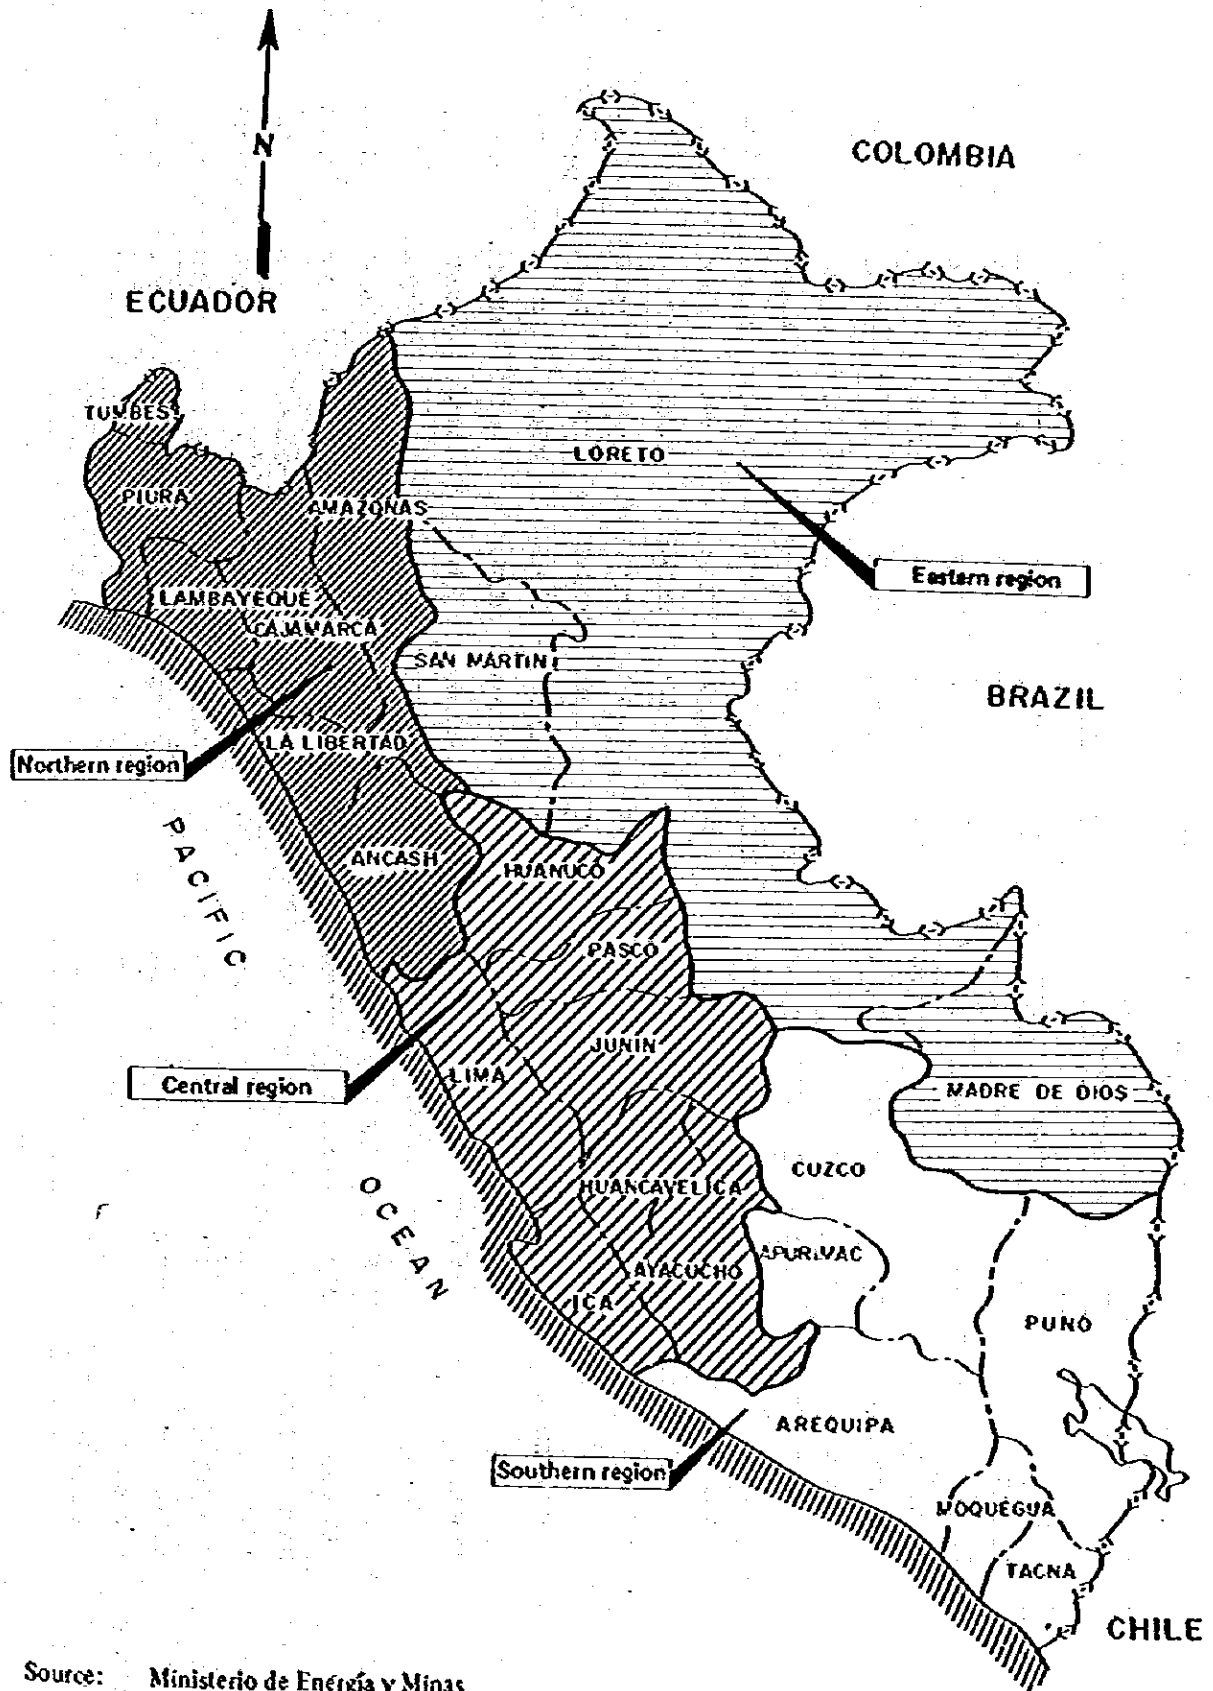 N
COLOMBIA
ECUADOR
TUMBES
LORETO
PIURA
AMAZONAS
Eastern region
LAMBAYEQUE
CAJAMARCA
SAN MARTIN
BRAZIL
LA LIBERTAD
Northern region
PACIFIC
ANCASH
HUANUCO
PASCO
JUNIN
LIMA
Central region
MADRE DE DIOS
CUZCO
HUANCAVELICA
OCEAN
APURIMAC
AYACUCHO
ICA
PUNO
AREQUIPA
Southern region
MOQUEGUA
TACNA
CHILE
Source: Ministerio de Energía y Minas